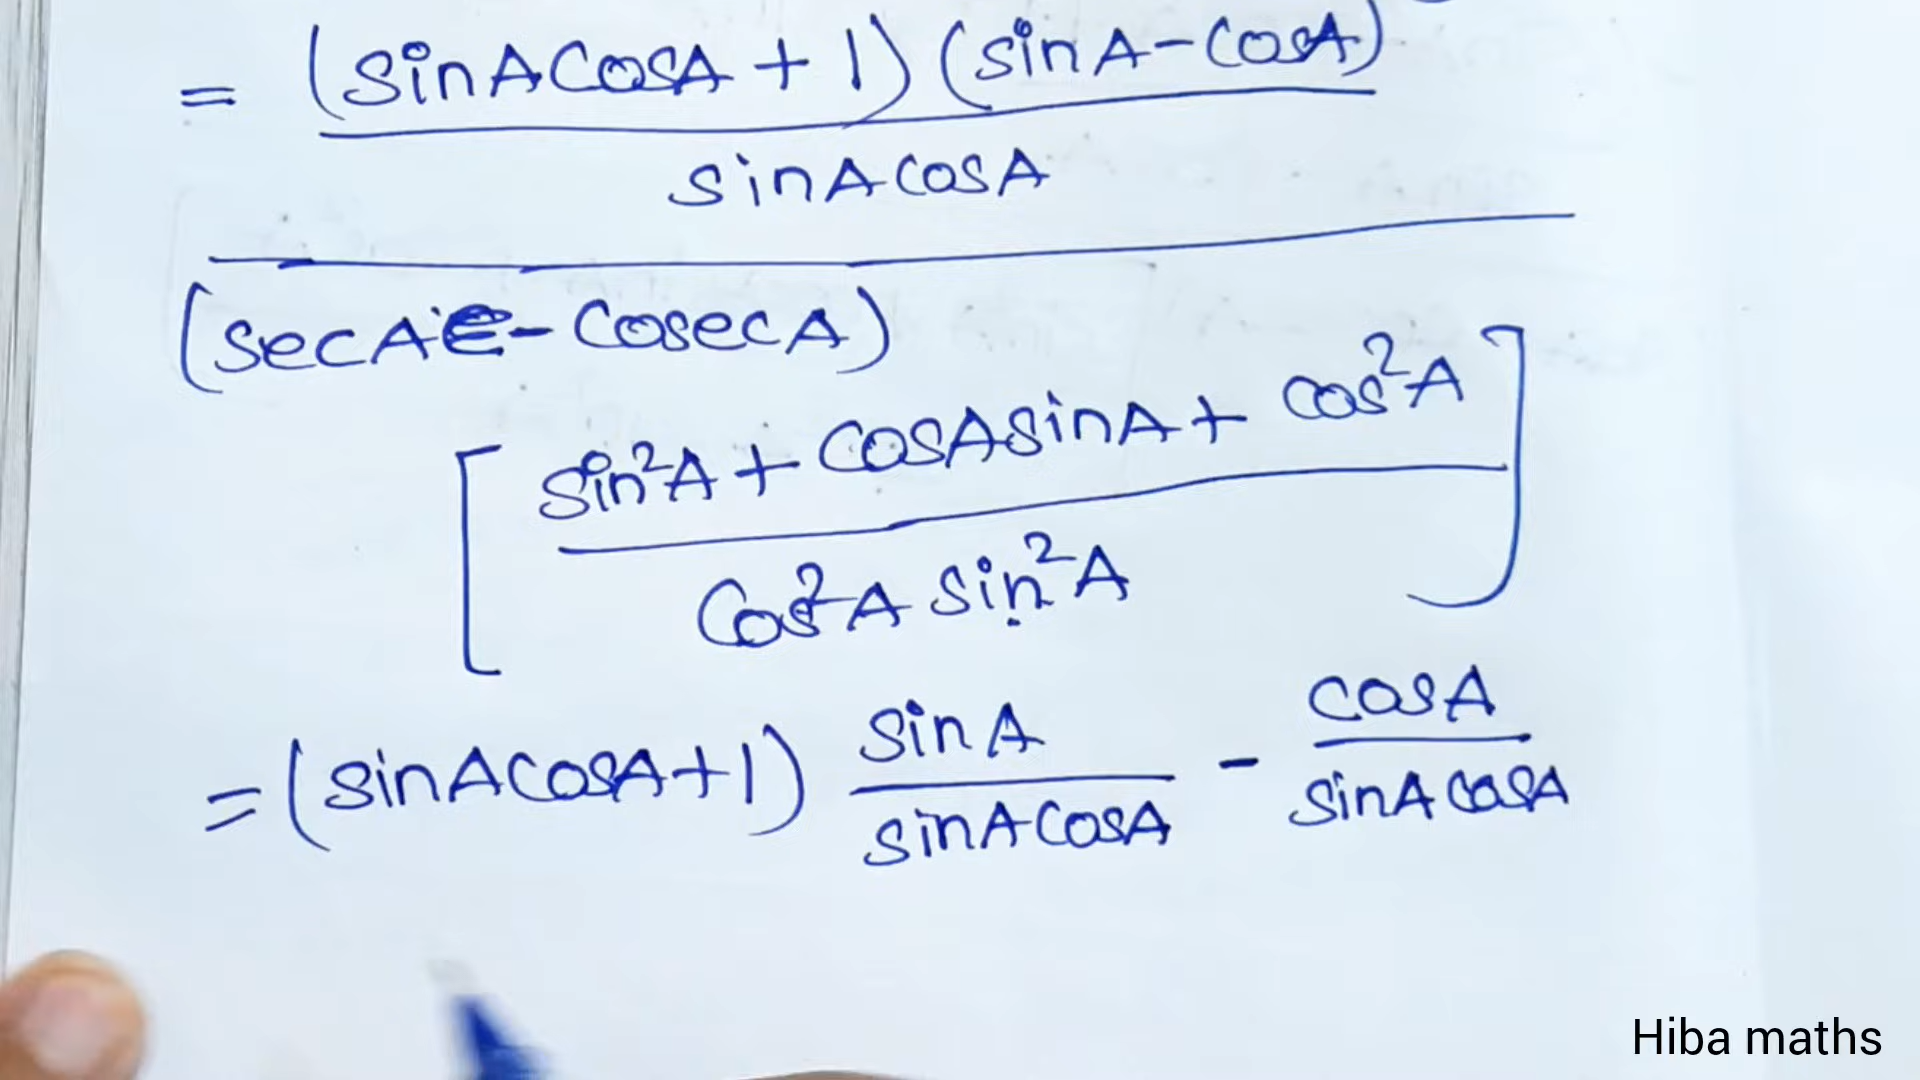 = (sinAcosA + 1) (sinA - cosA)
sinAcosA
(secA - cosecA)
[ sin²A + cosAsinA + cos²A ]
cos²A sin²A
= (sinAcosA+1) sinA - cosA
sinAcosA sinAcosA
Hiba maths